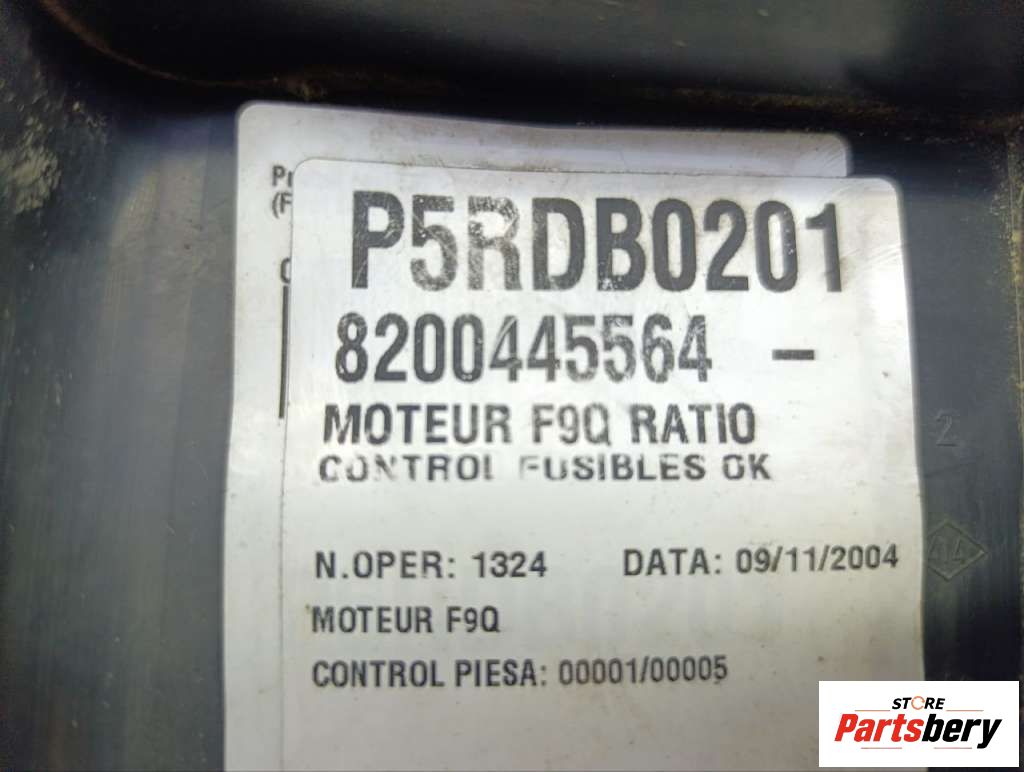 P5RDB0201
8200445564 -
MOTEUR F9Q RATIO
CONTROL FUSIBLES OK
N.OPER: 1324 DATA: 09/11/2004
MOTEUR F9Q
CONTROL PIESA: 00001/00005
2
STORE
Partsbery